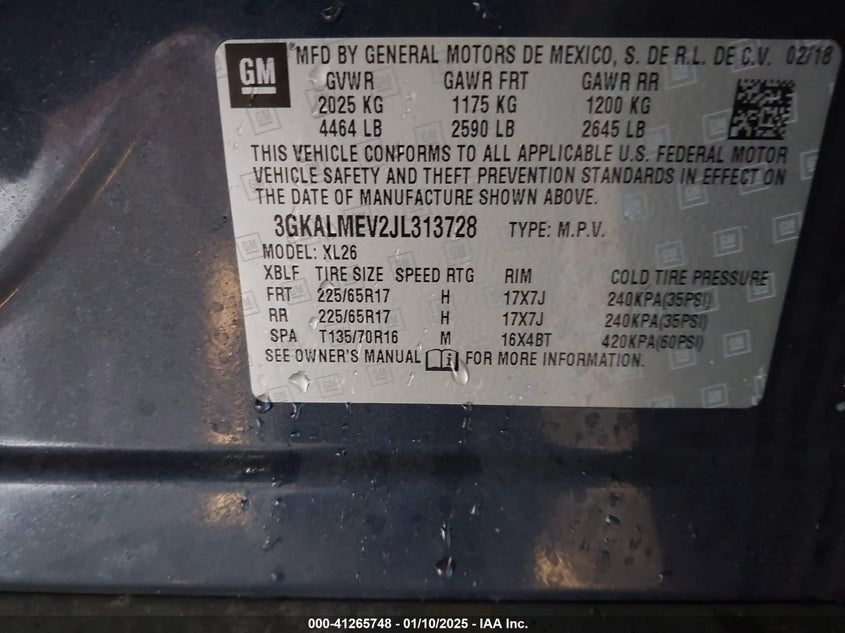 GM
MFD BY GENERAL MOTORS DE MEXICO, S. DE R.L. DE C.V. 02/18
GVWR GAWR FRT GAWR RR
2025 KG 1175 KG 1200 KG
4464 LB 2590 LB 2645 LB
THIS VEHICLE CONFORMS TO ALL APPLICABLE U.S. FEDERAL MOTOR
VEHICLE SAFETY AND THEFT PREVENTION STANDARDS IN EFFECT ON
THE DATE OF MANUFACTURE SHOWN ABOVE.
3GKALMEV2JL313728 TYPE: M.P.V.
MODEL: XL26
XBLF TIRE SIZE SPEED RTG RIM COLD TIRE PRESSURE
FRT 225/65R17 H 17X7J 240KPA(35PSI)
RR 225/65R17 H 17X7J 240KPA(35PSI)
SPA T135/70R16 M 16X4BT 420KPA(60PSI)
SEE OWNER'S MANUAL i FOR MORE INFORMATION.
000-41265748 — 01/10/2025 — IAA Inc.